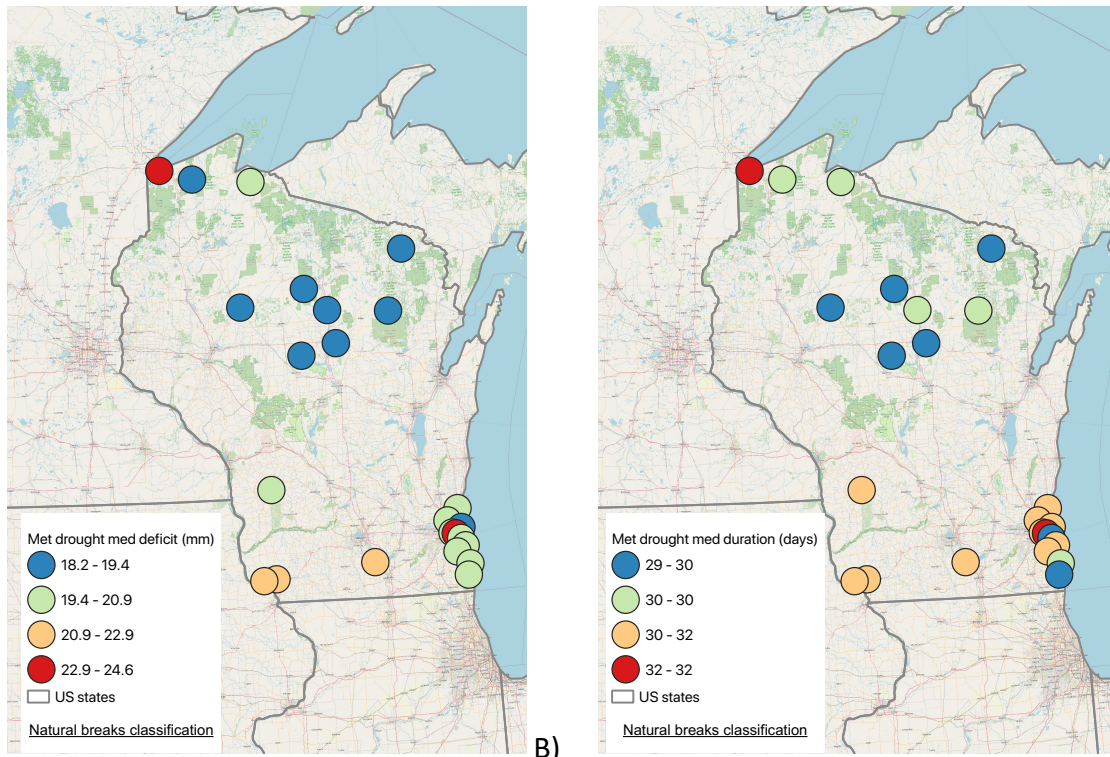 Met drought med deficit (mm)
18.2 - 19.4
19.4 - 20.9
20.9 - 22.9
22.9 - 24.6
US states
Natural breaks classification
B)
Met drought med duration (days)
29 - 30
30 - 30
30 - 32
32 - 32
US states
Natural breaks classification